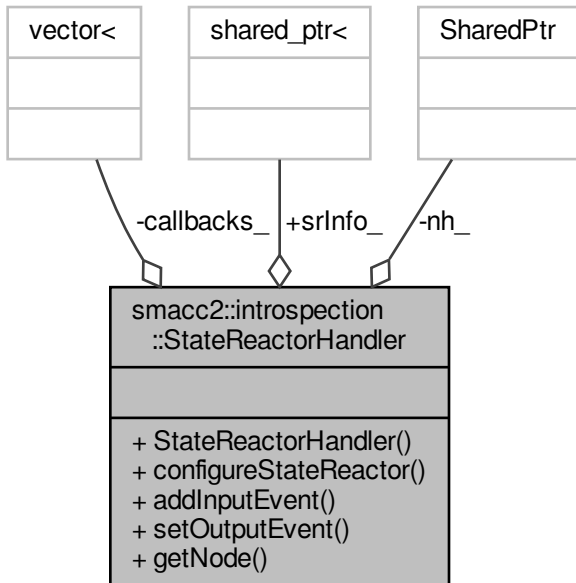 vector<
shared_ptr<
SharedPtr
-callbacks_
+srInfo_
-nh_
smacc2::introspection
::StateReactorHandler
+ StateReactorHandler()
+ configureStateReactor()
+ addInputEvent()
+ setOutputEvent()
+ getNode()